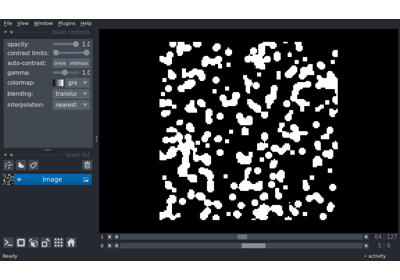 File View Window Plugins Help
layer controls
opacity: 1.0
contrast limits:
auto-contrast: once
gamma: 1.0
colormap: gra
blending: translu
interpolation: nearest
layer list
Image
1 64 127
0 5 9
Ready activity